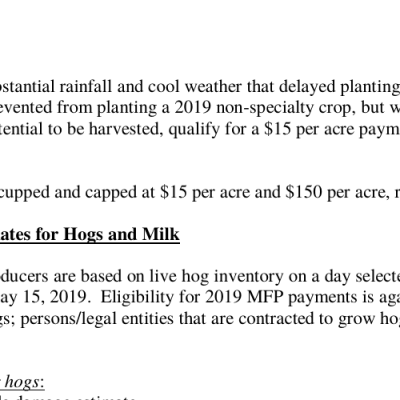 stantial rainfall and cool weather that delayed planting
evented from planting a 2019 non-specialty crop, but w
tential to be harvested, qualify for a $15 per acre paym
cupped and capped at $15 per acre and $150 per acre, r
ates for Hogs and Milk
ducers are based on live hog inventory on a day selecte
ay 15, 2019. Eligibility for 2019 MFP payments is aga
gs; persons/legal entities that are contracted to grow ho
hogs: